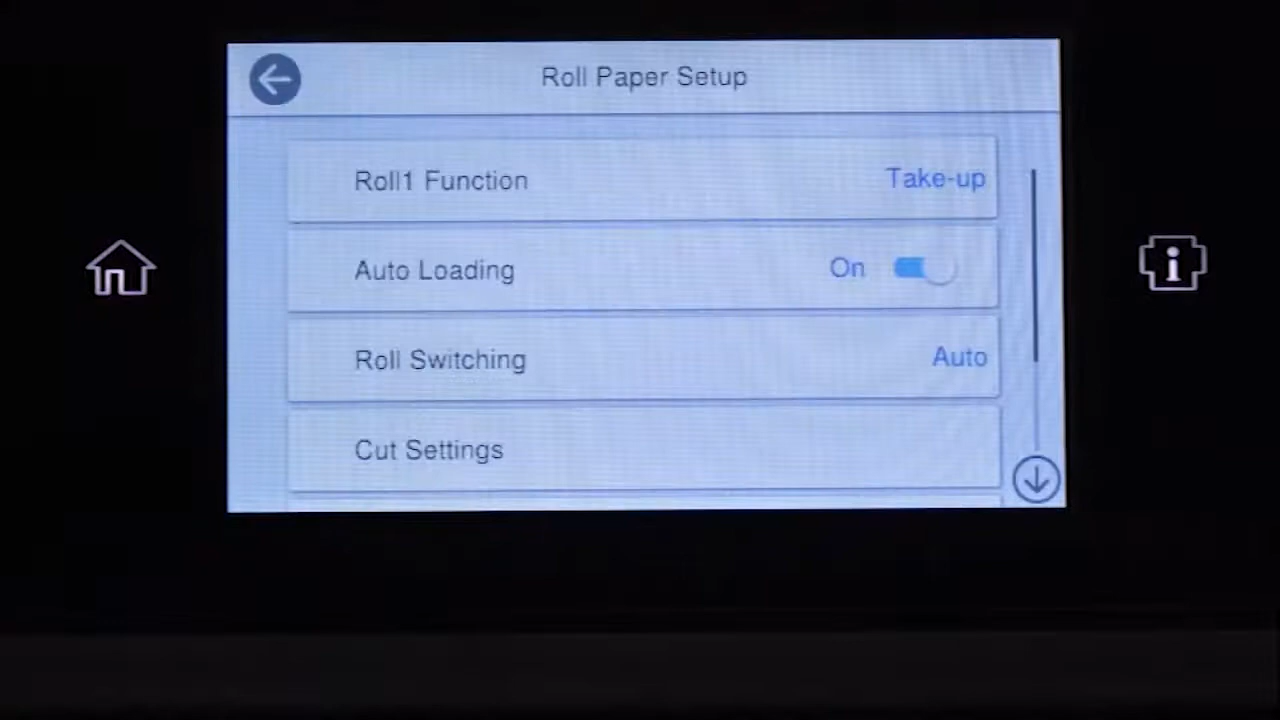 Roll Paper Setup
Roll1 Function Take-up
Auto Loading On
Roll Switching Auto
Cut Settings
i